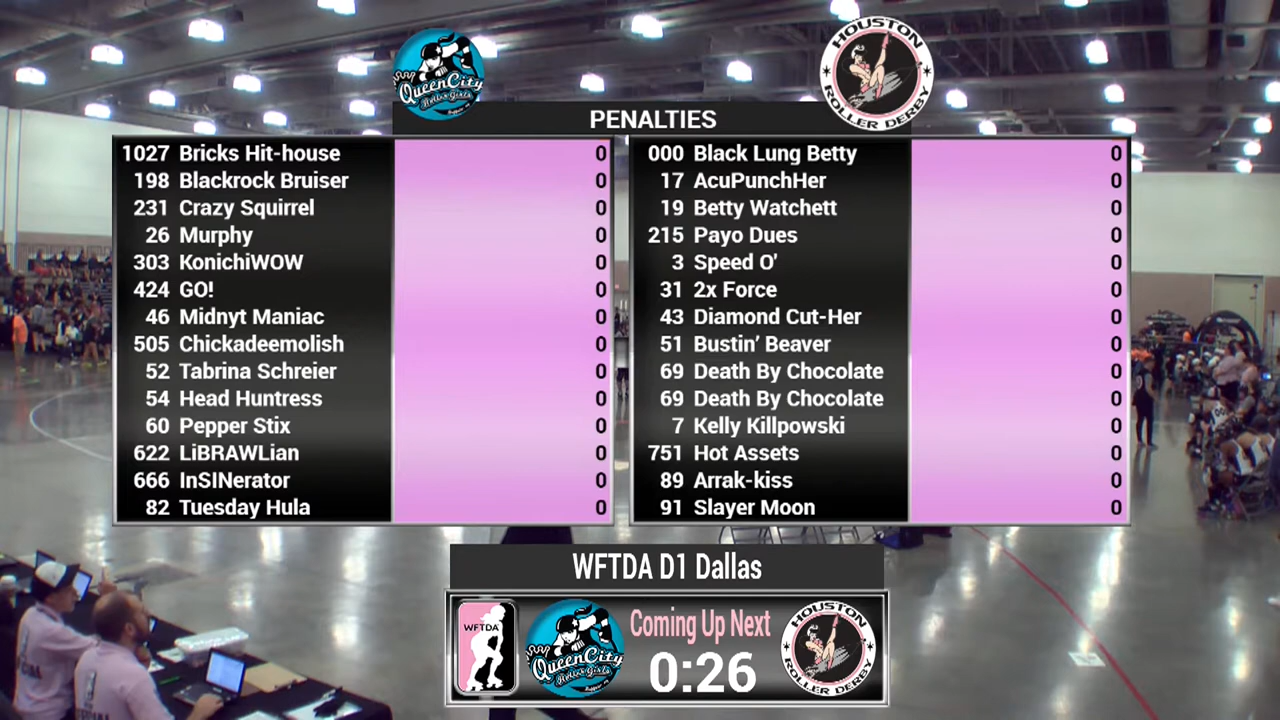 QueenCity
Roller Girls
HOUSTON
ROLLER DERBY
PENALTIES
1027 Bricks Hit-house 0
198 Blackrock Bruiser 0
231 Crazy Squirrel 0
26 Murphy 0
303 KonichiWOW 0
424 GO! 0
46 Midnyt Maniac 0
505 Chickadeemolish 0
52 Tabrina Schreier 0
54 Head Huntress 0
60 Pepper Stix 0
622 LiBRAWLian 0
666 InSINerator 0
82 Tuesday Hula 0
000 Black Lung Betty 0
17 AcuPunchHer 0
19 Betty Watchett 0
215 Payo Dues 0
3 Speed O' 0
31 2x Force 0
43 Diamond Cut-Her 0
51 Bustin’ Beaver 0
69 Death By Chocolate 0
69 Death By Chocolate 0
7 Kelly Killpowski 0
751 Hot Assets 0
89 Arrak-kiss 0
91 Slayer Moon 0
WFTDA D1 Dallas
WFTDA
QueenCity
Roller Girls
Coming Up Next
0:26
HOUSTON
ROLLER DERBY